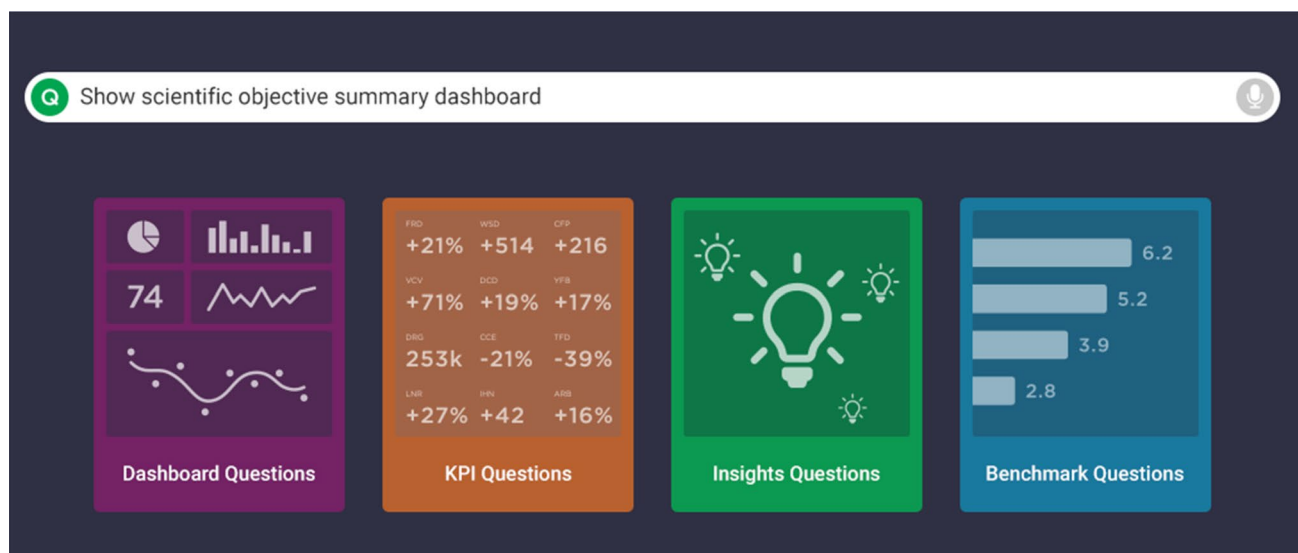 Q Show scientific objective summary dashboard
74
Dashboard Questions
FRD WSD CFP
+21% +514 +216
VCV DCD YFB
+71% +19% +17%
DRG CCE TFD
253k -21% -39%
LNR IHN ARB
+27% +42 +16%
KPI Questions
Insights Questions
6.2
5.2
3.9
2.8
Benchmark Questions